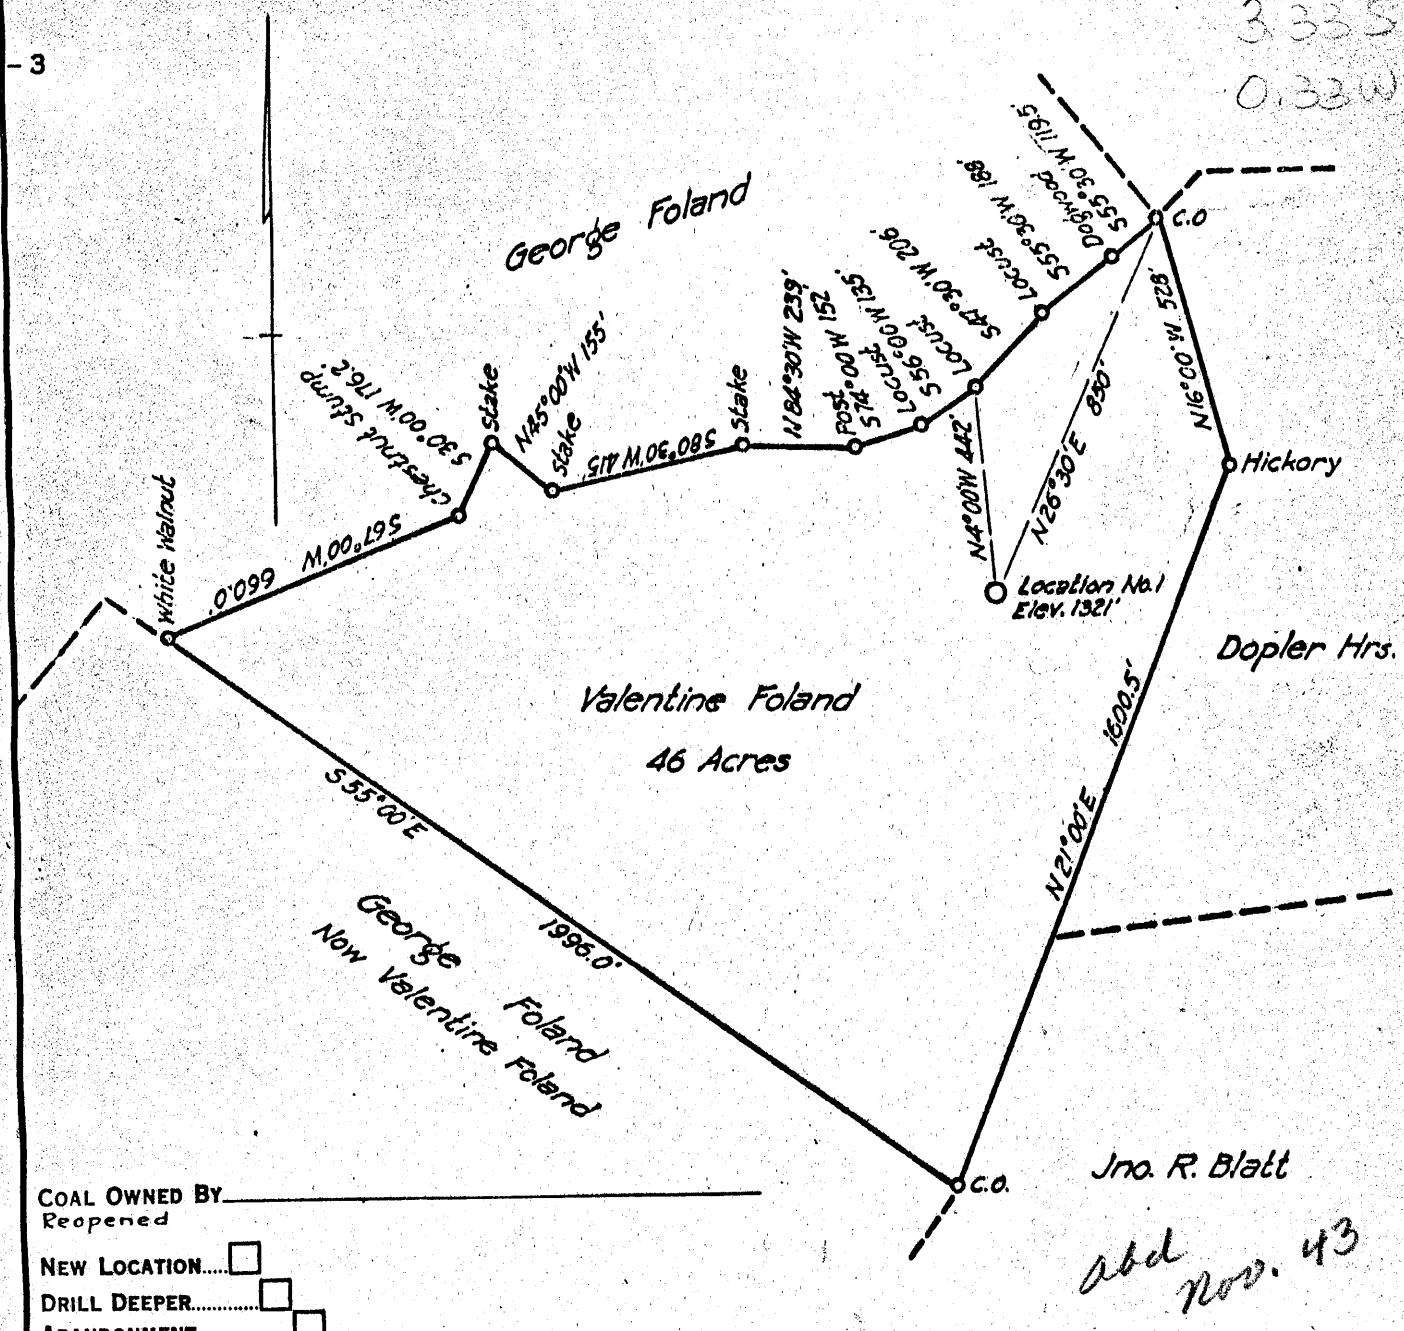 3.33 S
0.33 W
- 3
George Foland
S55°30'W 119.5'
Dogwood
S55°30'W 188'
Locust
S47°30'W 206'
Locust
S56°00'W 135'
Locust
S74°00'W 152'
Post
N84°30'W 239'
Stake
S80°30'W 415'
Stake
N45°00'W 155'
Stake
S30°00'W 176.2'
Chestnut Stump
S67°00'W
660.0'
White Walnut
C.O
N16°00'W 528'
Hickory
N4°00'W 442'
N26°30'E 850'
Location No.1
Elev. 1321'
Dopler Hrs.
Valentine Foland
46 Acres
1600.5'
N21°00'E
S55°00'E
1996.0'
George Foland
Now Valentine Foland
C.O.
Jno. R. Blatt
abd
Nov. 43
COAL OWNED BY
Reopened
NEW LOCATION.....
DRILL DEEPER............
ABANDONMENT